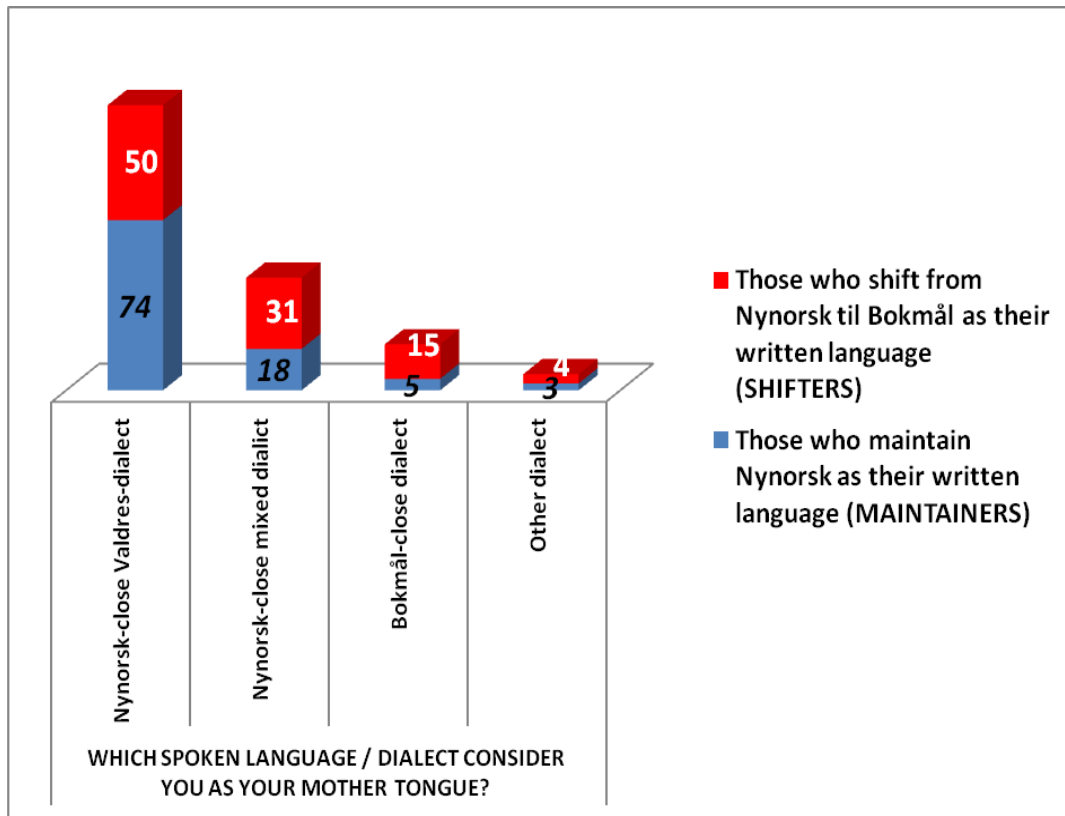 50
74
31
18
15
5
4
3
Nynorsk-close Valdres-dialect
Nynorsk-close mixed dialict
Bokmål-close dialect
Other dialect
WHICH SPOKEN LANGUAGE / DIALECT CONSIDER
YOU AS YOUR MOTHER TONGUE?
Those who shift from
Nynorsk til Bokmål as their
written language
(SHIFTERS)
Those who maintain
Nynorsk as their written
language (MAINTAINERS)